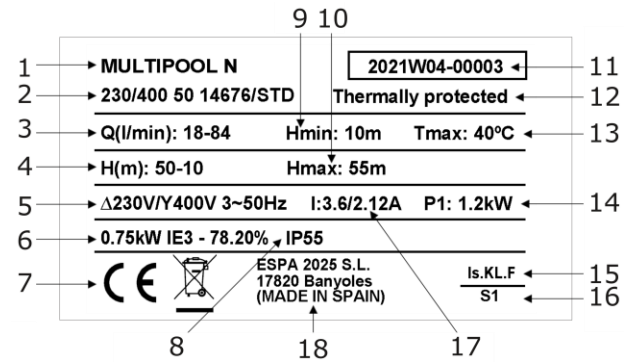 9 10
1 MULTIPOOL N 2021W04-00003 11
2 230/400 50 14676/STD Thermally protected 12
3 Q(l/min): 18-84 Hmin: 10m Tmax: 40ºC 13
4 H(m): 50-10 Hmax: 55m
5 Δ230V/Y400V 3~50Hz I:3.6/2.12A P1: 1.2kW 14
6 0.75kW IE3 - 78.20% IP55
7 CE ESPA 2025 S.L.
17820 Banyoles
(MADE IN SPAIN)
Is.KL.F 15
S1 16
8 18 17